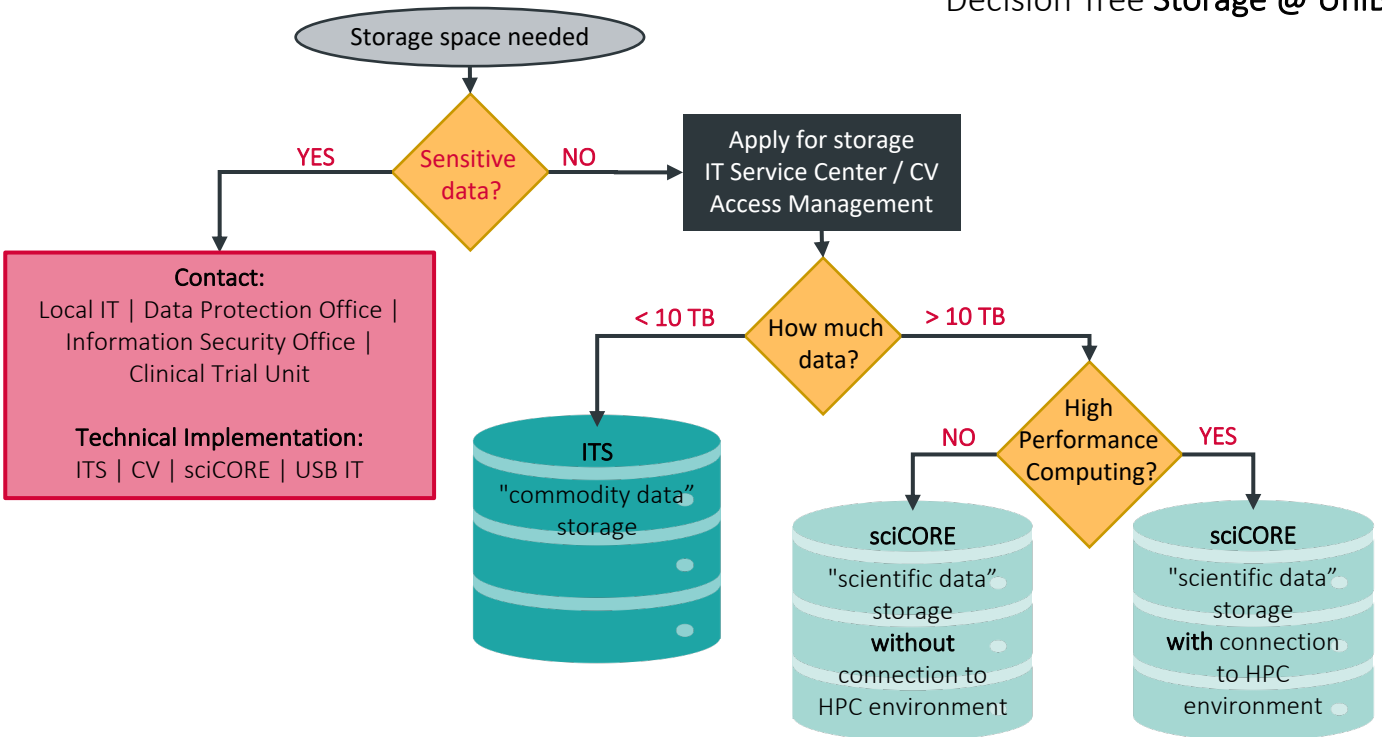 Decision Tree Storage @
Storage space needed
YES
Sensitive
data?
NO
Apply for storage
IT Service Center / CV
Access Management
Contact:
Local IT | Data Protection Office |
Information Security Office |
Clinical Trial Unit
Technical Implementation:
ITS | CV | sciCORE | USB IT
< 10 TB
How much
data?
> 10 TB
ITS
"commodity data”
storage
NO
High
Performance
Computing?
YES
sciCORE
"scientific data”
storage
without
connection to
HPC environment
sciCORE
"scientific data”
storage
with connection
to HPC
environment